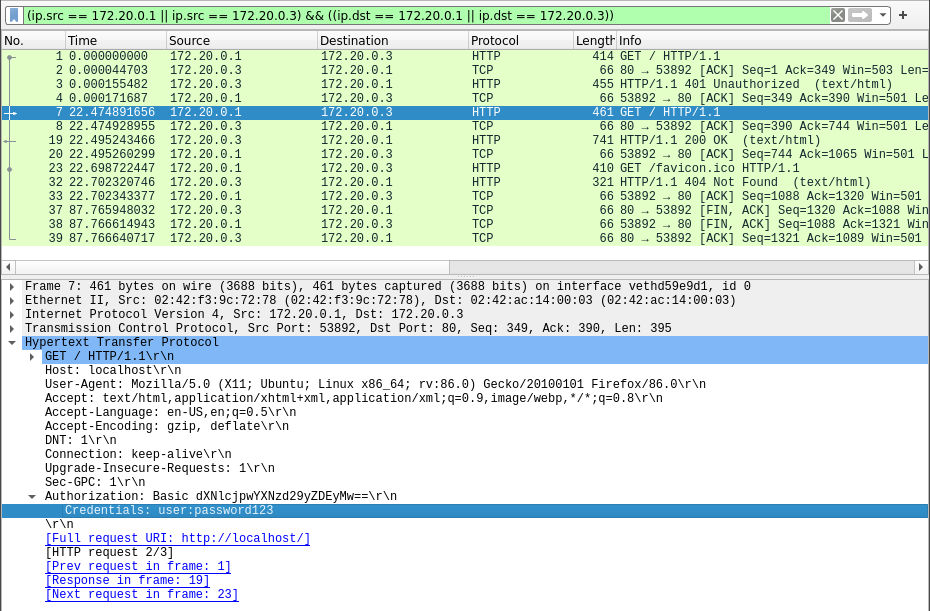 (ip.src == 172.20.0.1 || ip.src == 172.20.0.3) && ((ip.dst == 172.20.0.1 || ip.dst == 172.20.0.3))
No. Time Source Destination Protocol Length Info
1 0.000000000 172.20.0.1 172.20.0.3 HTTP 414 GET / HTTP/1.1
2 0.000044703 172.20.0.3 172.20.0.1 TCP 66 80 → 53892 [ACK] Seq=1 Ack=349 Win=503 Len=
3 0.000155482 172.20.0.3 172.20.0.1 HTTP 455 HTTP/1.1 401 Unauthorized (text/html)
4 0.000171687 172.20.0.1 172.20.0.3 TCP 66 53892 → 80 [ACK] Seq=349 Ack=390 Win=501 L
7 22.474891656 172.20.0.1 172.20.0.3 HTTP 461 GET / HTTP/1.1
8 22.474928955 172.20.0.3 172.20.0.1 TCP 66 80 → 53892 [ACK] Seq=390 Ack=744 Win=501 L
19 22.495243466 172.20.0.3 172.20.0.1 HTTP 741 HTTP/1.1 200 OK (text/html)
20 22.495260299 172.20.0.1 172.20.0.3 TCP 66 53892 → 80 [ACK] Seq=744 Ack=1065 Win=501 L
23 22.698722447 172.20.0.1 172.20.0.3 HTTP 410 GET /favicon.ico HTTP/1.1
32 22.702320746 172.20.0.3 172.20.0.1 HTTP 321 HTTP/1.1 404 Not Found (text/html)
33 22.702343377 172.20.0.1 172.20.0.3 TCP 66 53892 → 80 [ACK] Seq=1088 Ack=1320 Win=501
37 87.765948032 172.20.0.3 172.20.0.1 TCP 66 80 → 53892 [FIN, ACK] Seq=1320 Ack=1088 Win
38 87.766614943 172.20.0.1 172.20.0.3 TCP 66 53892 → 80 [FIN, ACK] Seq=1088 Ack=1321 Win
39 87.766640717 172.20.0.3 172.20.0.1 TCP 66 80 → 53892 [ACK] Seq=1321 Ack=1089 Win=501
Frame 7: 461 bytes on wire (3688 bits), 461 bytes captured (3688 bits) on interface vethd59e9d1, id 0
Ethernet II, Src: 02:42:f3:9c:72:78 (02:42:f3:9c:72:78), Dst: 02:42:ac:14:00:03 (02:42:ac:14:00:03)
Internet Protocol Version 4, Src: 172.20.0.1, Dst: 172.20.0.3
Transmission Control Protocol, Src Port: 53892, Dst Port: 80, Seq: 349, Ack: 390, Len: 395
Hypertext Transfer Protocol
GET / HTTP/1.1\r\n
Host: localhost\r\n
User-Agent: Mozilla/5.0 (X11; Ubuntu; Linux x86_64; rv:86.0) Gecko/20100101 Firefox/86.0\r\n
Accept: text/html,application/xhtml+xml,application/xml;q=0.9,image/webp,*/*;q=0.8\r\n
Accept-Language: en-US,en;q=0.5\r\n
Accept-Encoding: gzip, deflate\r\n
DNT: 1\r\n
Connection: keep-alive\r\n
Upgrade-Insecure-Requests: 1\r\n
Sec-GPC: 1\r\n
Authorization: Basic dXNlcjpwYXNzd29yZDEyMw==\r\n
Credentials: user:password123
\r\n
[Full request URI: http://localhost/]
[HTTP request 2/3]
[Prev request in frame: 1]
[Response in frame: 19]
[Next request in frame: 23]